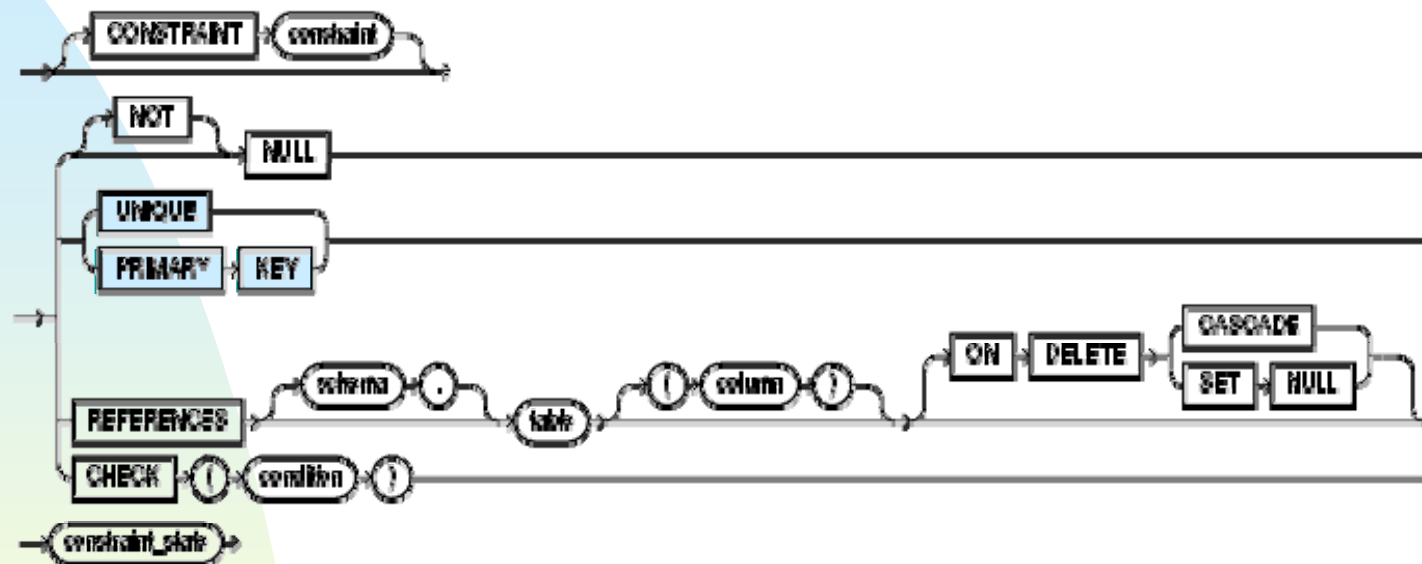 CONSTRAINT constraint
NOT
NULL
UNIQUE
PRIMARY KEY
CASCADE
ON DELETE
SET NULL
schema .
( column )
REFERENCES
table
CHECK ( condition )
constraint_state